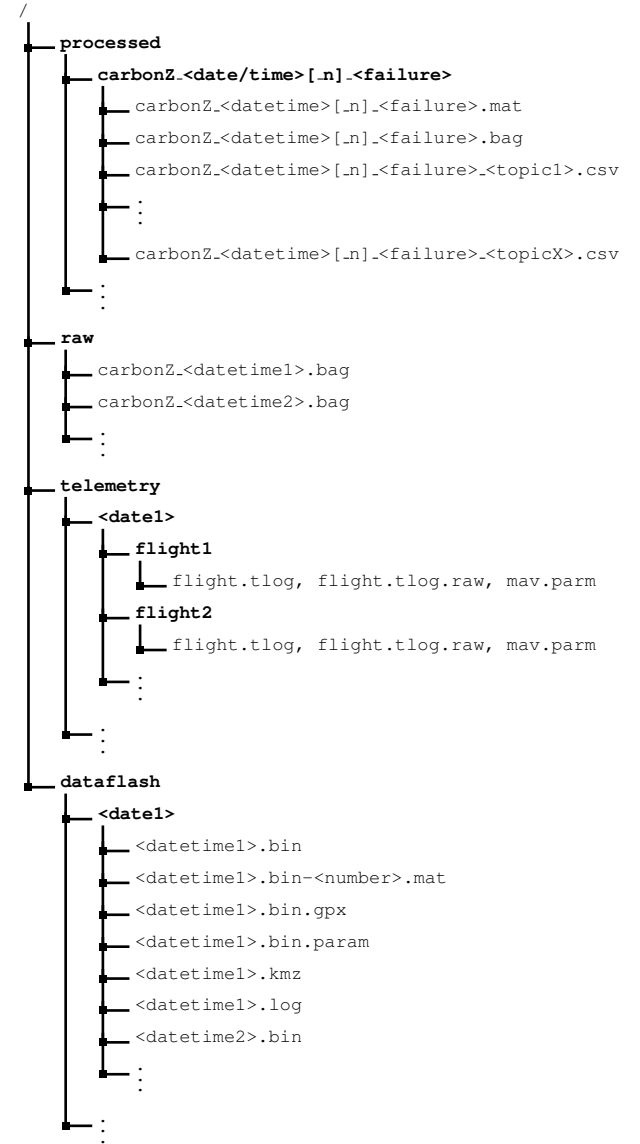 /
processed
carbonZ_<date/time>[_n]_<failure>
carbonZ_<datetime>[_n]_<failure>.mat
carbonZ_<datetime>[_n]_<failure>.bag
carbonZ_<datetime>[_n]_<failure>_<topic1>.csv
⋮
carbonZ_<datetime>[_n]_<failure>_<topicX>.csv
⋮
raw
carbonZ_<datetime1>.bag
carbonZ_<datetime2>.bag
⋮
telemetry
<date1>
flight1
flight.tlog, flight.tlog.raw, mav.parm
flight2
flight.tlog, flight.tlog.raw, mav.parm
⋮
⋮
dataflash
<date1>
<datetime1>.bin
<datetime1>.bin-<number>.mat
<datetime1>.bin.gpx
<datetime1>.bin.param
<datetime1>.kmz
<datetime1>.log
<datetime2>.bin
⋮
⋮